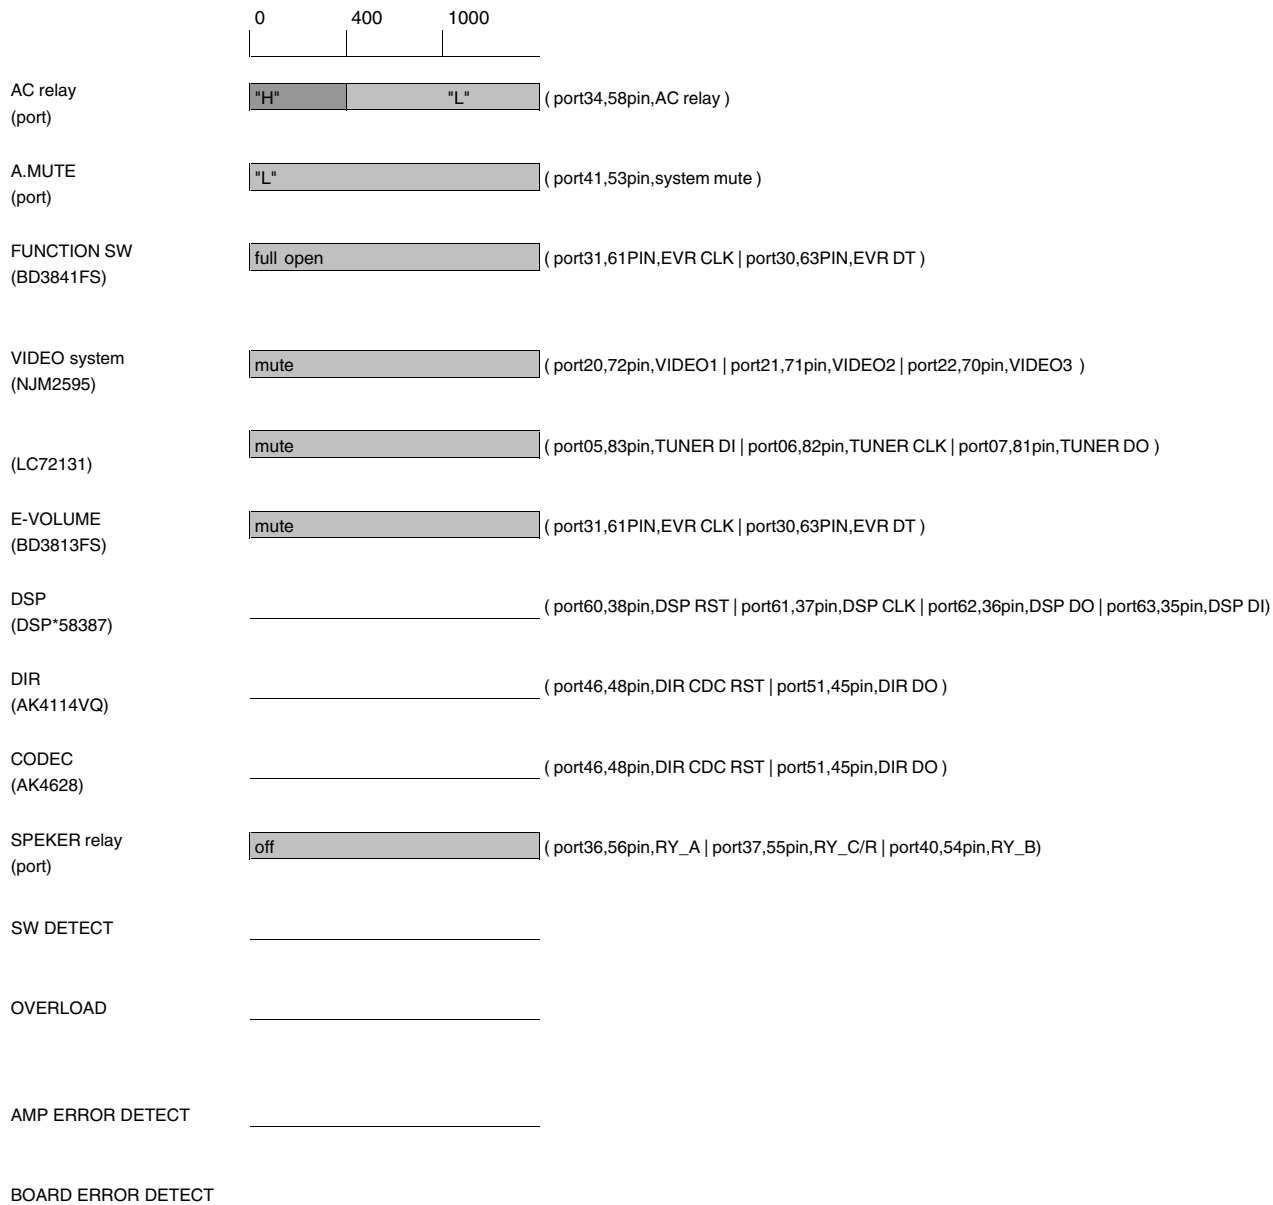 0 400 1000
AC relay
(port)
"H" "L" ( port34,58pin,AC relay )
A.MUTE
(port)
"L" ( port41,53pin,system mute )
FUNCTION SW
(BD3841FS)
full open ( port31,61PIN,EVR CLK | port30,63PIN,EVR DT )
VIDEO system
(NJM2595)
mute ( port20,72pin,VIDEO1 | port21,71pin,VIDEO2 | port22,70pin,VIDEO3 )
mute ( port05,83pin,TUNER DI | port06,82pin,TUNER CLK | port07,81pin,TUNER DO )
(LC72131)
E-VOLUME
(BD3813FS)
mute ( port31,61PIN,EVR CLK | port30,63PIN,EVR DT )
DSP
(DSP*58387)
( port60,38pin,DSP RST | port61,37pin,DSP CLK | port62,36pin,DSP DO | port63,35pin,DSP DI)
DIR
(AK4114VQ)
( port46,48pin,DIR CDC RST | port51,45pin,DIR DO )
CODEC
(AK4628)
( port46,48pin,DIR CDC RST | port51,45pin,DIR DO )
SPEKER relay
(port)
off ( port36,56pin,RY_A | port37,55pin,RY_C/R | port40,54pin,RY_B)
SW DETECT
OVERLOAD
AMP ERROR DETECT
BOARD ERROR DETECT